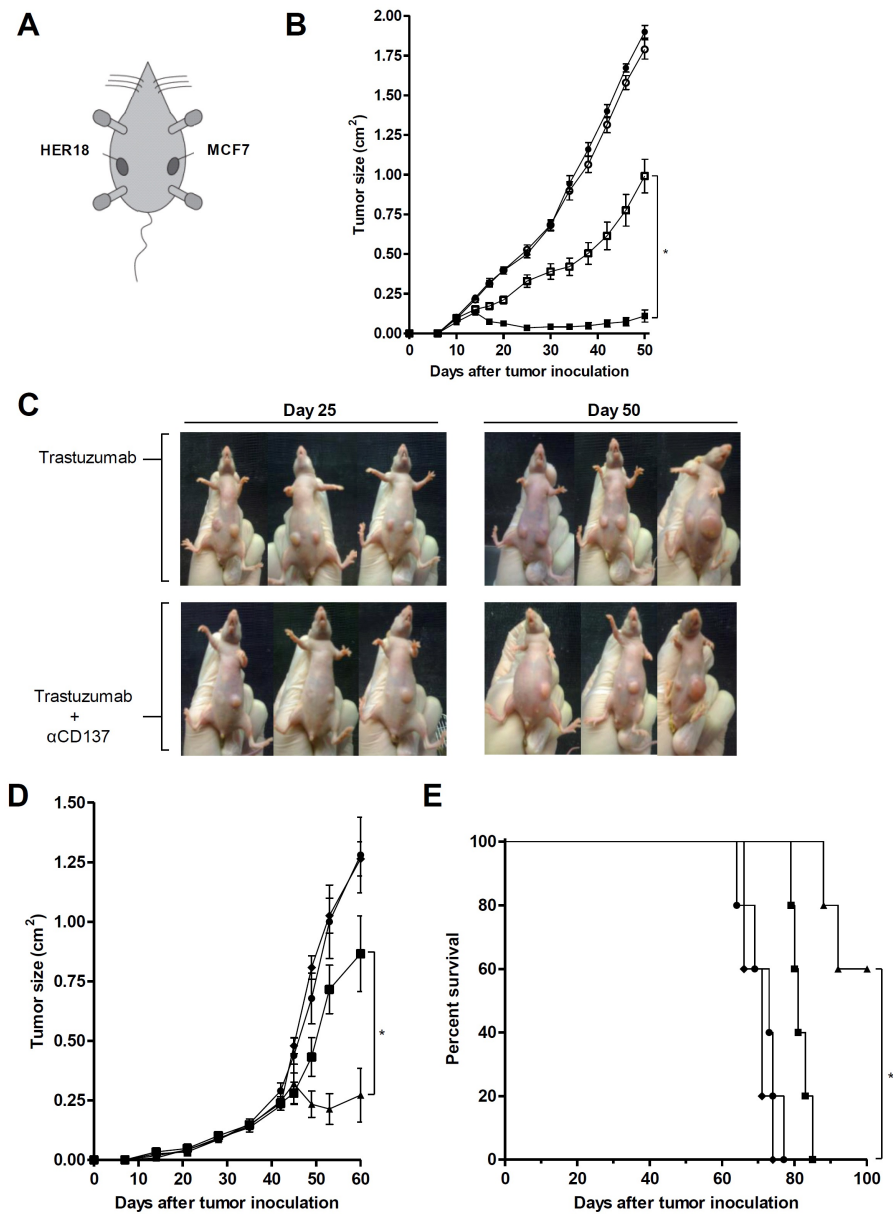 A
HER18
MCF7
B
Tumor size (cm²)
2.00
1.75
1.50
1.25
1.00
0.75
0.50
0.25
0.00
0 10 20 30 40 50
*
Days after tumor inoculation
C
Day 25
Day 50
Trastuzumab
Trastuzumab
+
αCD137
D
Tumor size (cm²)
1.50
1.25
1.00
0.75
0.50
0.25
0.00
0 10 20 30 40 50 60
*
Days after tumor inoculation
E
Percent survival
100
80
60
40
20
0
0 20 40 60 80 100
*
Days after tumor inoculation